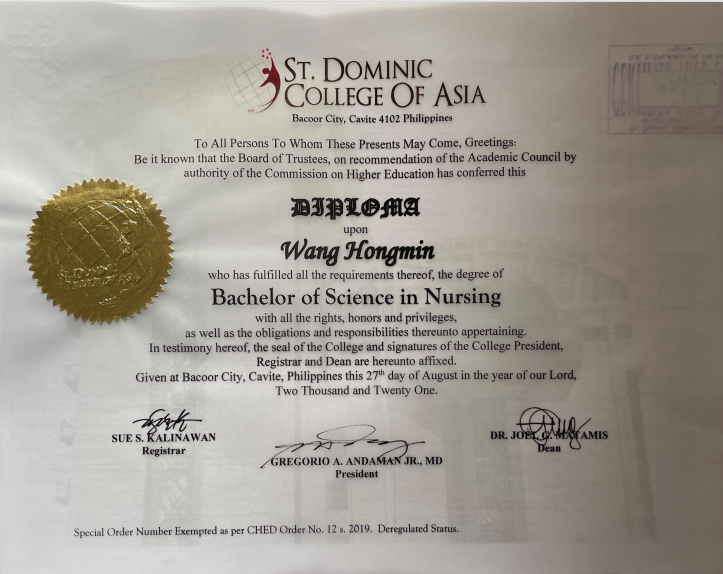 ST. DOMINIC
COLLEGE OF ASIA
Bacoor City, Cavite 4102 Philippines
To All Persons To Whom These Presents May Come, Greetings:
Be it known that the Board of Trustees, on recommendation of the Academic Council by
authority of the Commission on Higher Education has conferred this
DIPLOMA
upon
Wang Hongmin
who has fulfilled all the requirements thereof, the degree of
Bachelor of Science in Nursing
with all the rights, honors and privileges,
as well as the obligations and responsibilities thereunto appertaining.
In testimony hereof, the seal of the College and signatures of the College President,
Registrar and Dean are hereunto affixed.
Given at Bacoor City, Cavite, Philippines this 27th day of August in the year of our Lord,
Two Thousand and Twenty One.
SUE S. KALINAWAN
Registrar
GREGORIO A. ANDAMAN JR., MD
President
DR. JOEL G. MATAMIS
Dean
Special Order Number Exempted as per CHED Order No. 12 s. 2019. Deregulated Status.